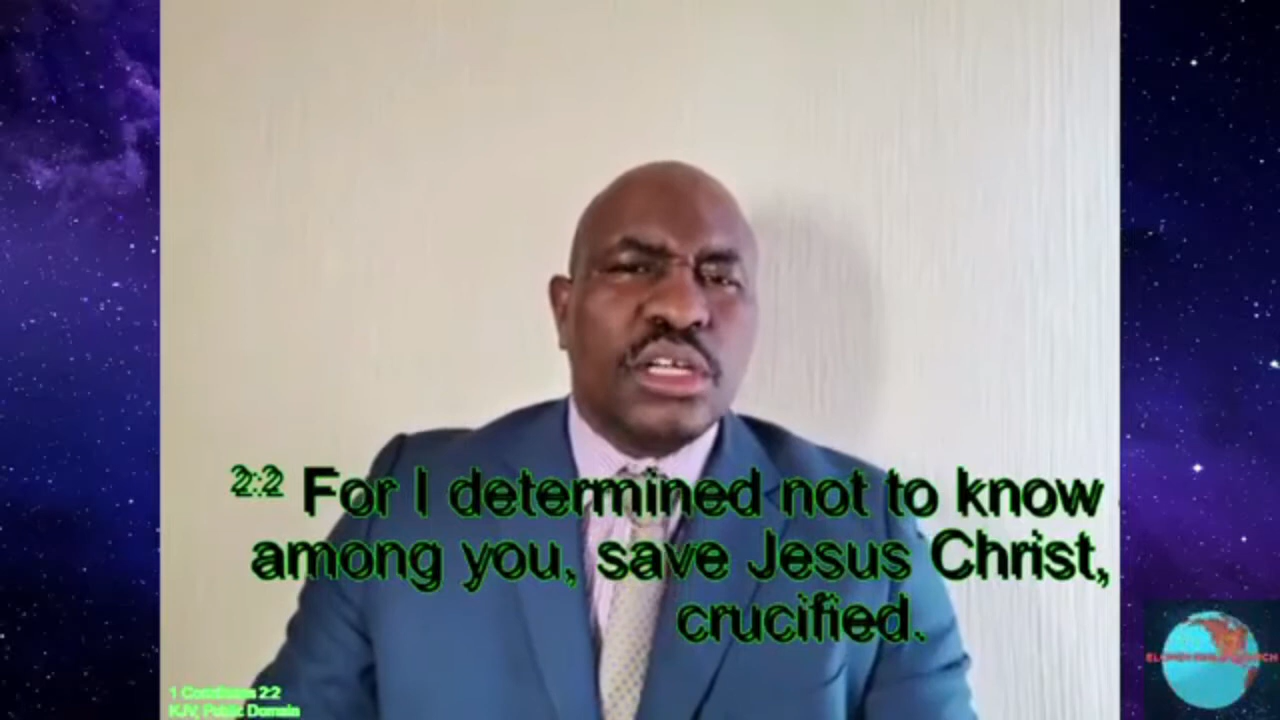 2:2 For I determined not to know
among you, save Jesus Christ,
crucified.
1 Corinthians 2:2
KJV, Public Domain